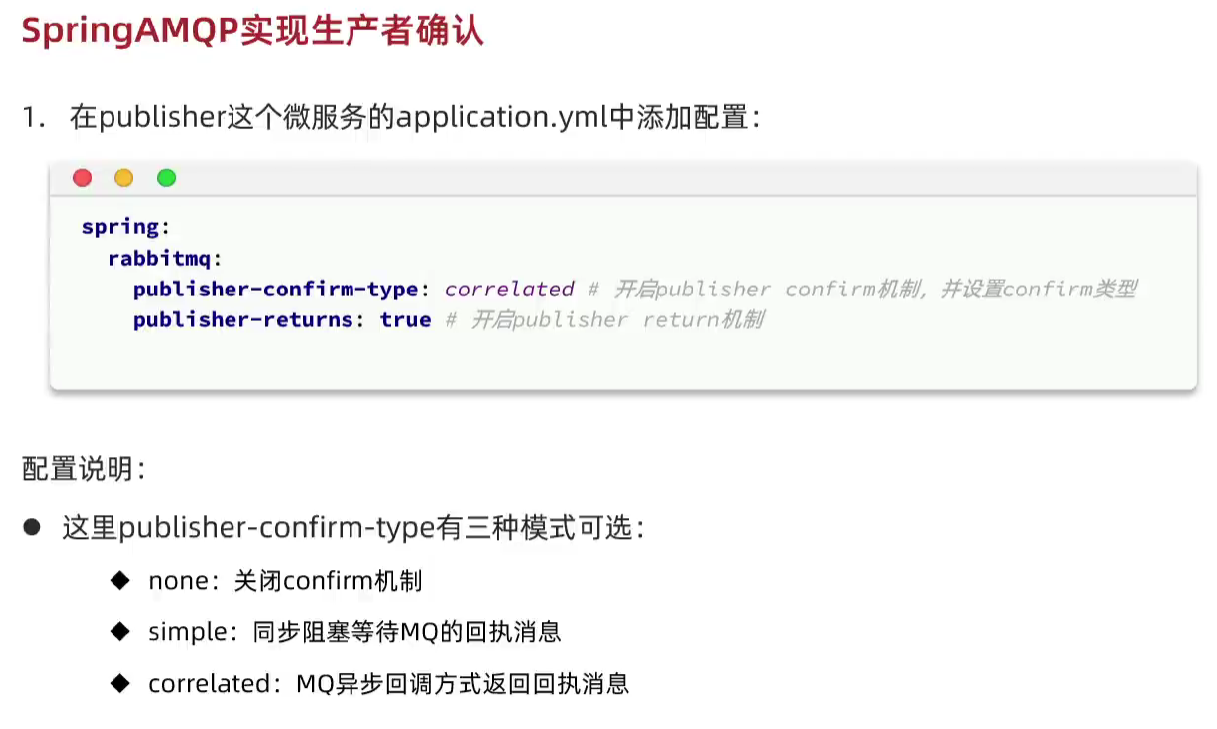 SpringAMQP实现生产者确认
1. 在publisher这个微服务的application.yml中添加配置：
spring:
  rabbitmq:
    publisher-confirm-type: correlated # 开启publisher confirm机制，并设置confirm类型
    publisher-returns: true # 开启publisher return机制
配置说明：
● 这里publisher-confirm-type有三种模式可选：
◆ none：关闭confirm机制
◆ simple：同步阻塞等待MQ的回执消息
◆ correlated：MQ异步回调方式返回回执消息